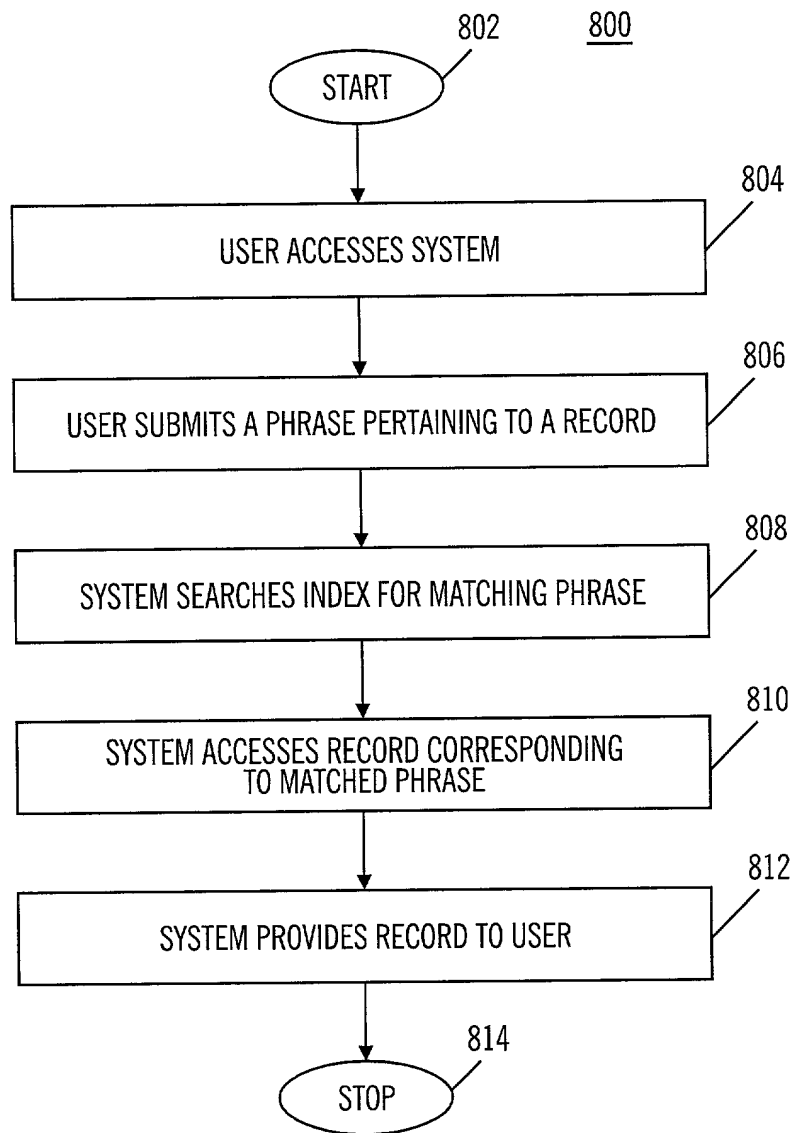 802
800
START
804
USER ACCESSES SYSTEM
806
USER SUBMITS A PHRASE PERTAINING TO A RECORD
808
SYSTEM SEARCHES INDEX FOR MATCHING PHRASE
810
SYSTEM ACCESSES RECORD CORRESPONDING
TO MATCHED PHRASE
812
SYSTEM PROVIDES RECORD TO USER
814
STOP